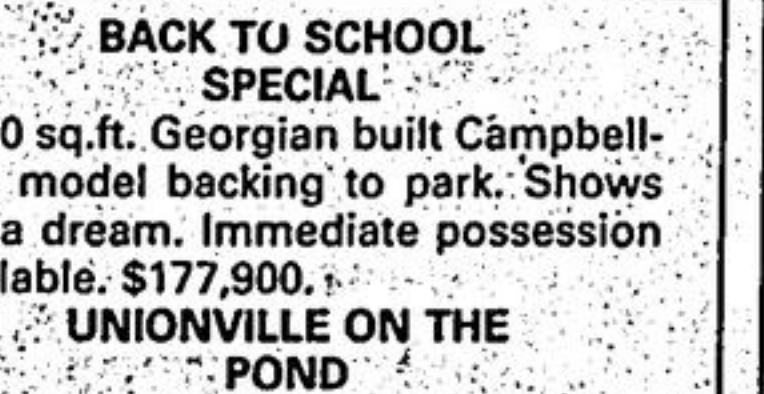 BACK TO SCHOOL
SPECIAL
0 sq.ft. Georgian built Campbell-
model backing to park. Shows
a dream. Immediate possession
lable. $177,900.
UNIONVILLE ON THE
POND